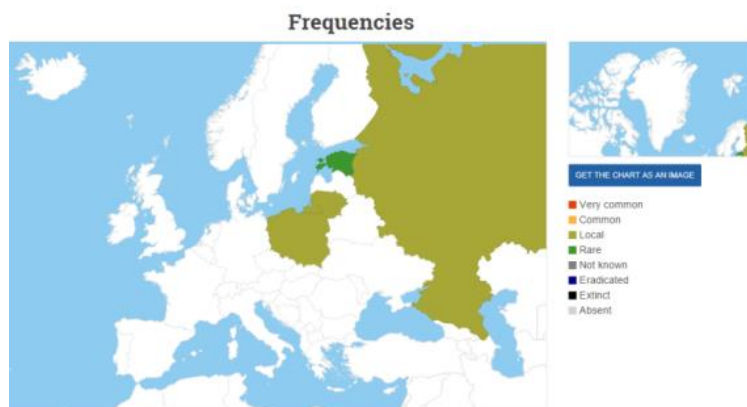 Frequencies
GET THE CHART AS AN IMAGE
Very common
Common
Local
Rare
Not known
Eradicated
Extinct
Absent